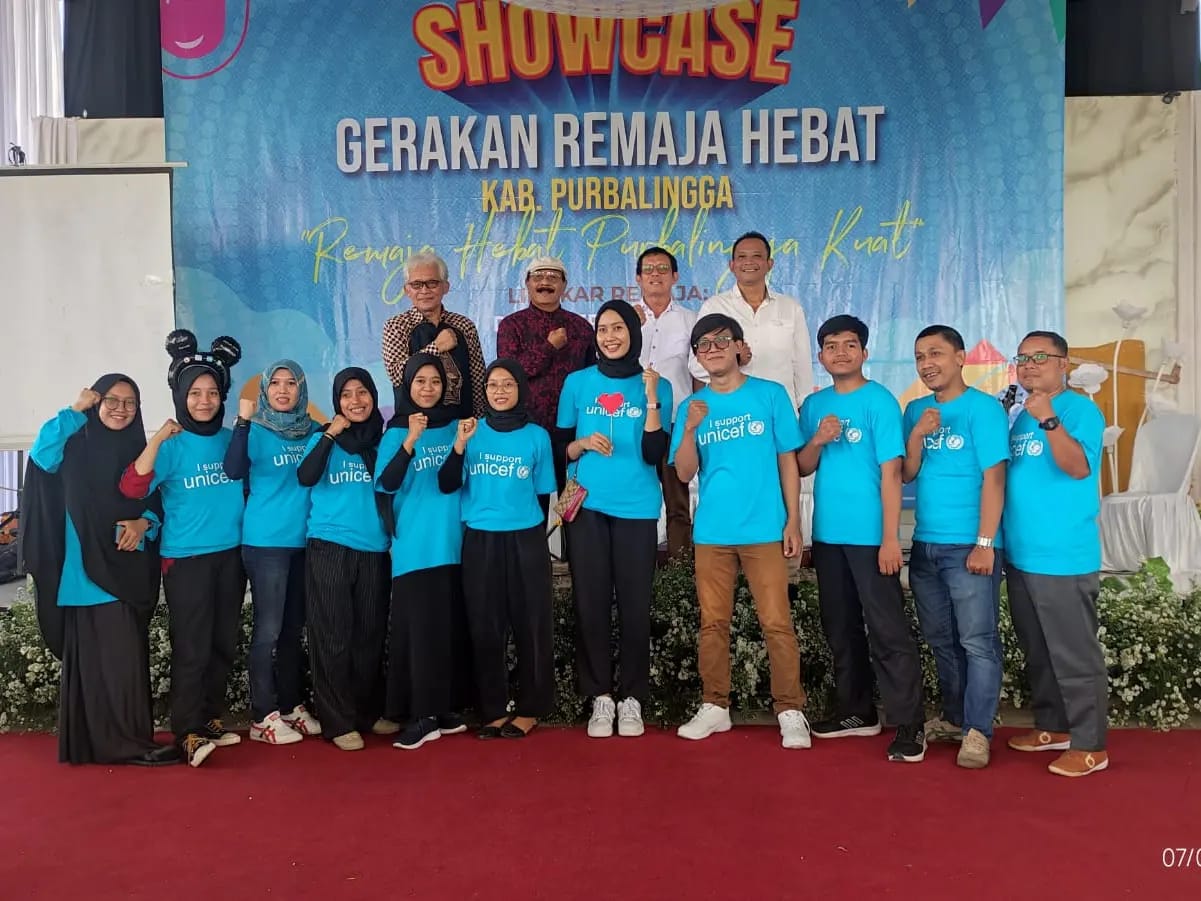 SHOWCASE
GERAKAN REMAJA HEBAT
KAB. PURBALINGGA
"Remaja Hebat Purbalingga Kuat"
REMAJA:
I support
unicef
I support
unicef
I support
unicef
I support
unicef
I support
unicef
I support
unicef
I support
unicef
I support
unicef
I support
unicef
I support
unicef
07/0